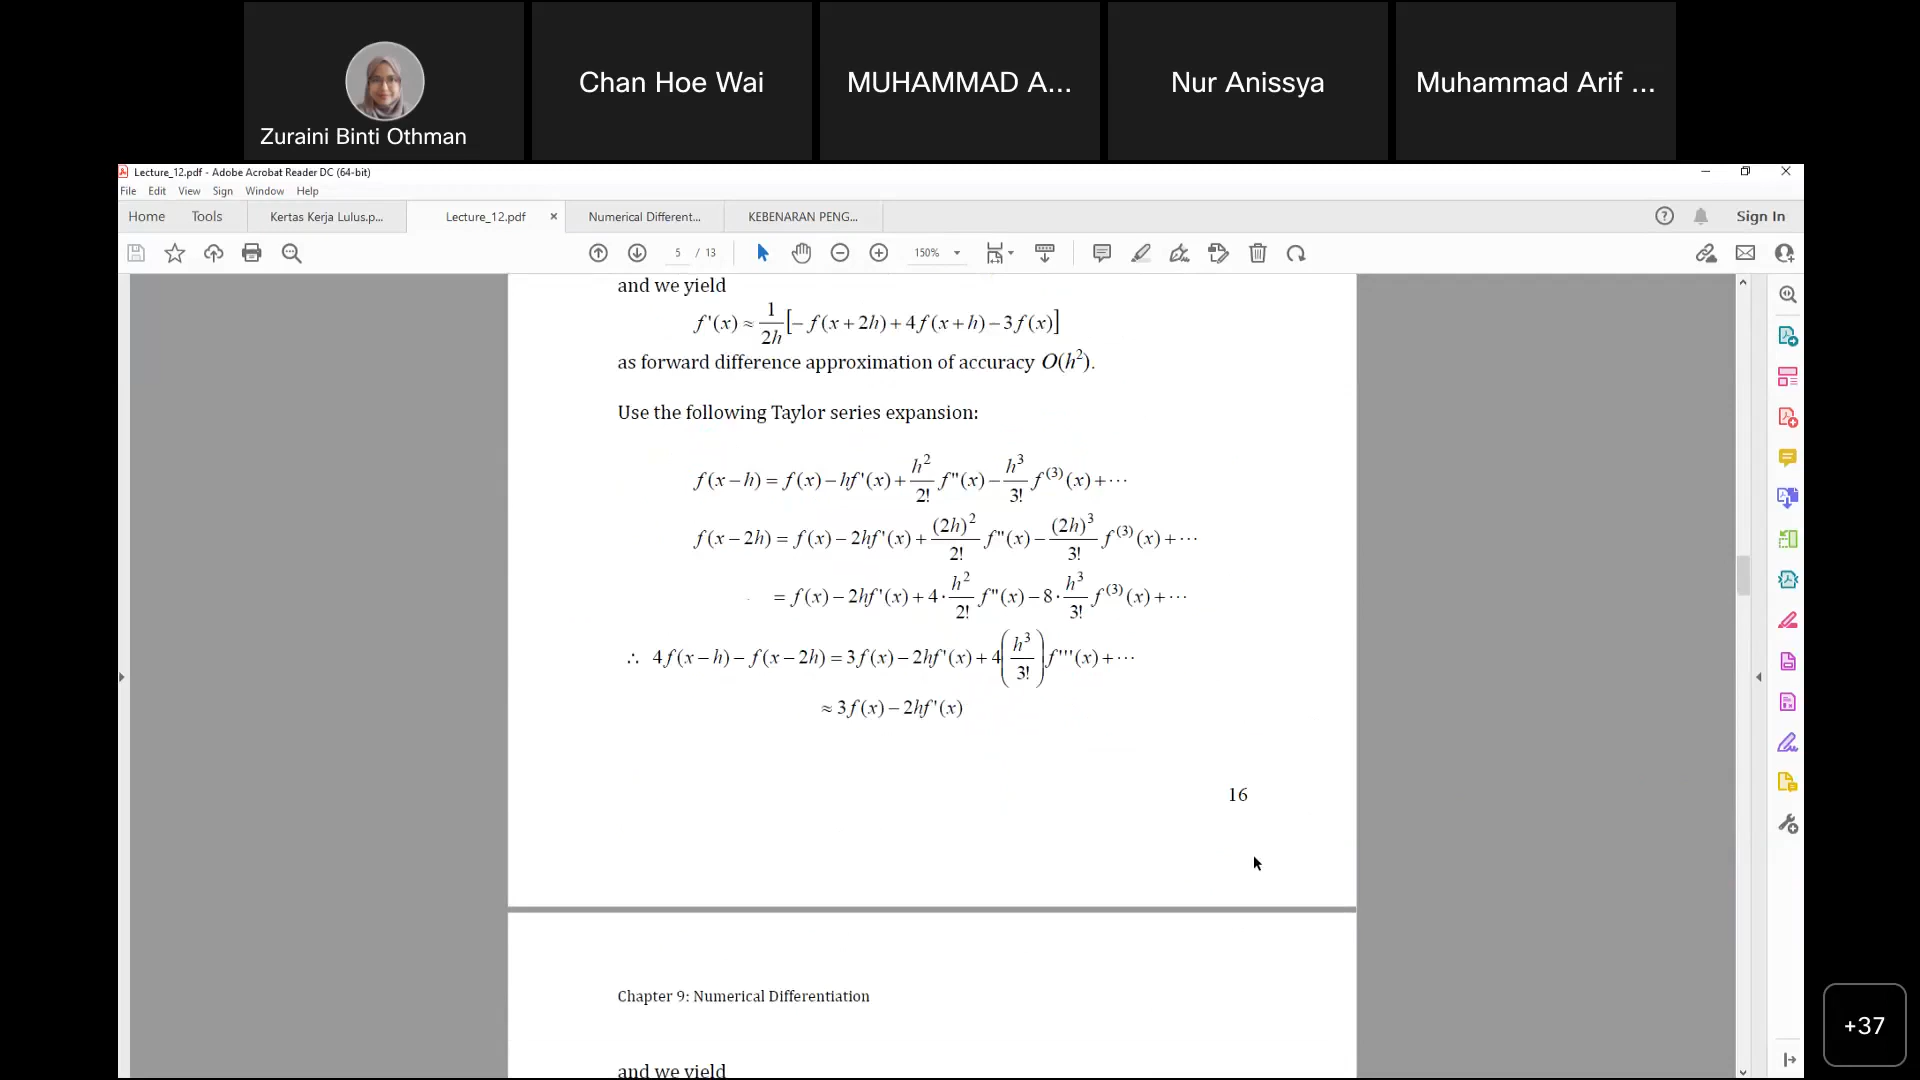 Zuraini Binti Othman
Chan Hoe Wai
MUHAMMAD A...
Nur Anissya
Muhammad Arif ...
Lecture_12.pdf - Adobe Acrobat Reader DC (64-bit)
File Edit View Sign Window Help
Home Tools Kertas Kerja Lulus.p... Lecture_12.pdf × Numerical Different... KEBENARAN PENG... Sign In
5 / 13 150%
and we yield
f'(x) ≈ 1/2h [− f(x + 2h) + 4f(x + h) − 3f(x)]
as forward difference approximation of accuracy O(h²).
Use the following Taylor series expansion:
f(x − h) = f(x) − hf'(x) + h²/2! f"(x) − h³/3! f⁽³⁾(x) + ⋯
f(x − 2h) = f(x) − 2hf'(x) + (2h)²/2! f"(x) − (2h)³/3! f⁽³⁾(x) + ⋯
= f(x) − 2hf'(x) + 4 · h²/2! f"(x) − 8 · h³/3! f⁽³⁾(x) + ⋯
∴ 4f(x − h) − f(x − 2h) = 3f(x) − 2hf'(x) + 4(h³/3!) f'''(x) + ⋯
≈ 3f(x) − 2hf'(x)
16
Chapter 9: Numerical Differentiation
and we yield
+37